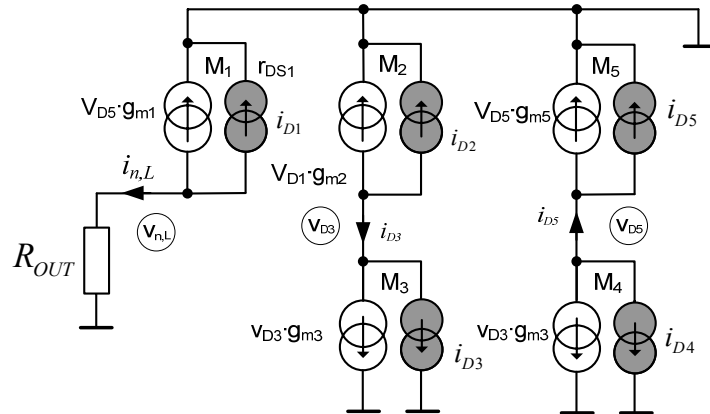 M1 rDS1 M2 M5
VD5·gm1 iD1 iD2 VD5·gm5 iD5
in,L VD1·gm2
vn,L vD3 iD3 iD5 vD5
ROUT
M3 M4
vD3·gm3 iD3 vD3·gm3 iD4